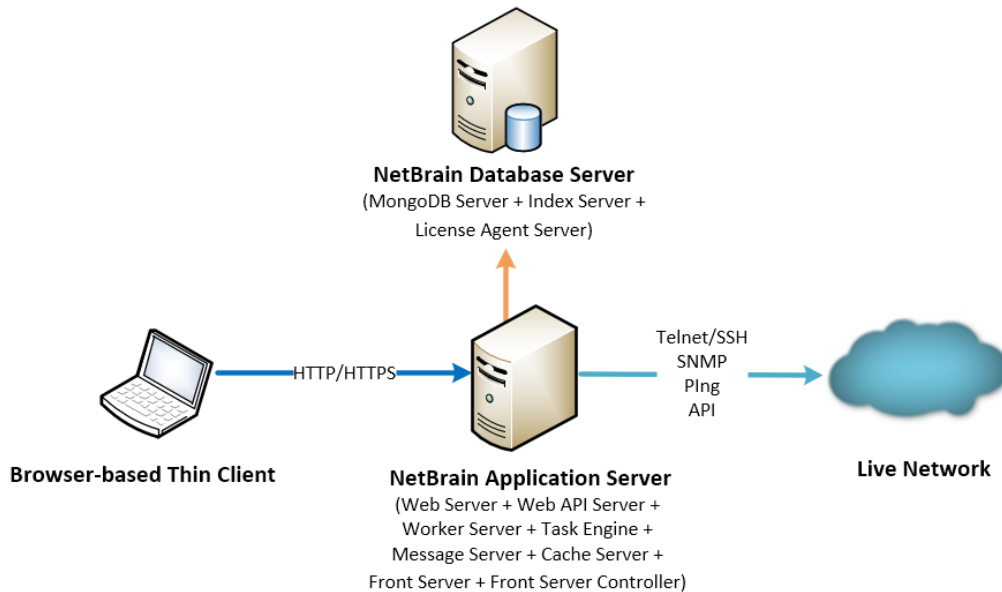 NetBrain Database Server
(MongoDB Server + Index Server +
License Agent Server)
HTTP/HTTPS
Telnet/SSH
SNMP
PIng
API
Browser-based Thin Client
NetBrain Application Server
(Web Server + Web API Server +
Worker Server + Task Engine +
Message Server + Cache Server +
Front Server + Front Server Controller)
Live Network